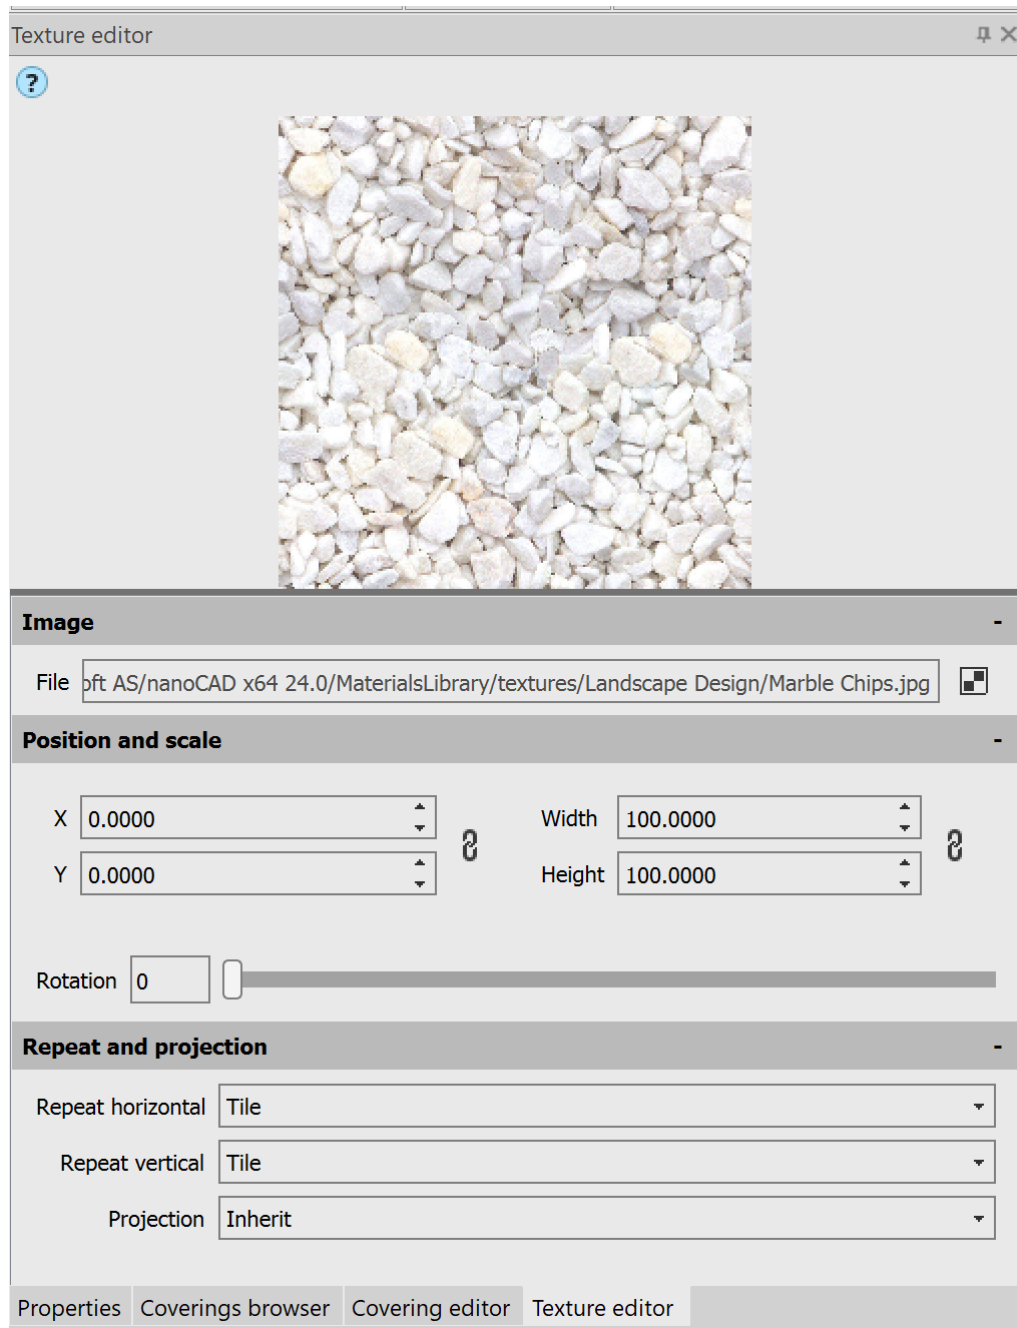 Texture editor
?
Image -
File oft AS/nanoCAD x64 24.0/MaterialsLibrary/textures/Landscape Design/Marble Chips.jpg
Position and scale -
X 0.0000 Width 100.0000
Y 0.0000 Height 100.0000
Rotation 0
Repeat and projection -
Repeat horizontal Tile
Repeat vertical Tile
Projection Inherit
Properties Coverings browser Covering editor Texture editor